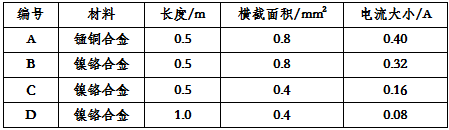 编号 材料 长度/m 横截面积/mm² 电流大小/A
A 锰铜合金 0.5 0.8 0.40
B 镍铬合金 0.5 0.8 0.32
C 镍铬合金 0.5 0.4 0.16
D 镍铬合金 1.0 0.4 0.08